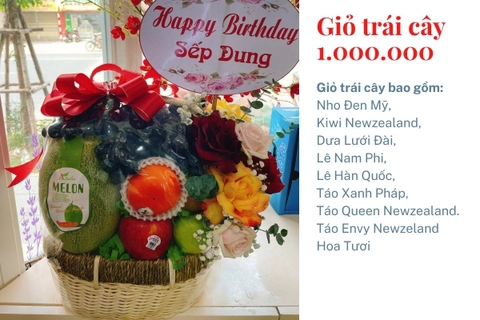 Happy Birthday
Sếp Dung
MELON
Giỏ trái cây
1.000.000
Giỏ trái cây bao gồm:
Nho Đen Mỹ,
Kiwi Newzealand,
Dưa Lưới Đài,
Lê Nam Phi,
Lê Hàn Quốc,
Táo Xanh Pháp,
Táo Queen Newzealand.
Táo Envy Newzeland
Hoa Tươi